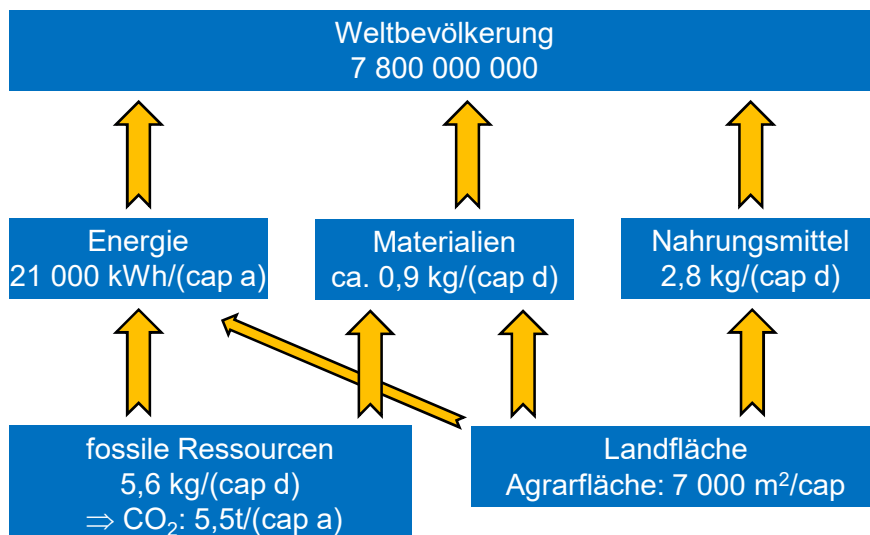 Weltbevölkerung
7 800 000 000
Energie
21 000 kWh/(cap a)
Materialien
ca. 0,9 kg/(cap d)
Nahrungsmittel
2,8 kg/(cap d)
fossile Ressourcen
5,6 kg/(cap d)
⇒ CO₂: 5,5t/(cap a)
Landfläche
Agrarfläche: 7 000 m²/cap